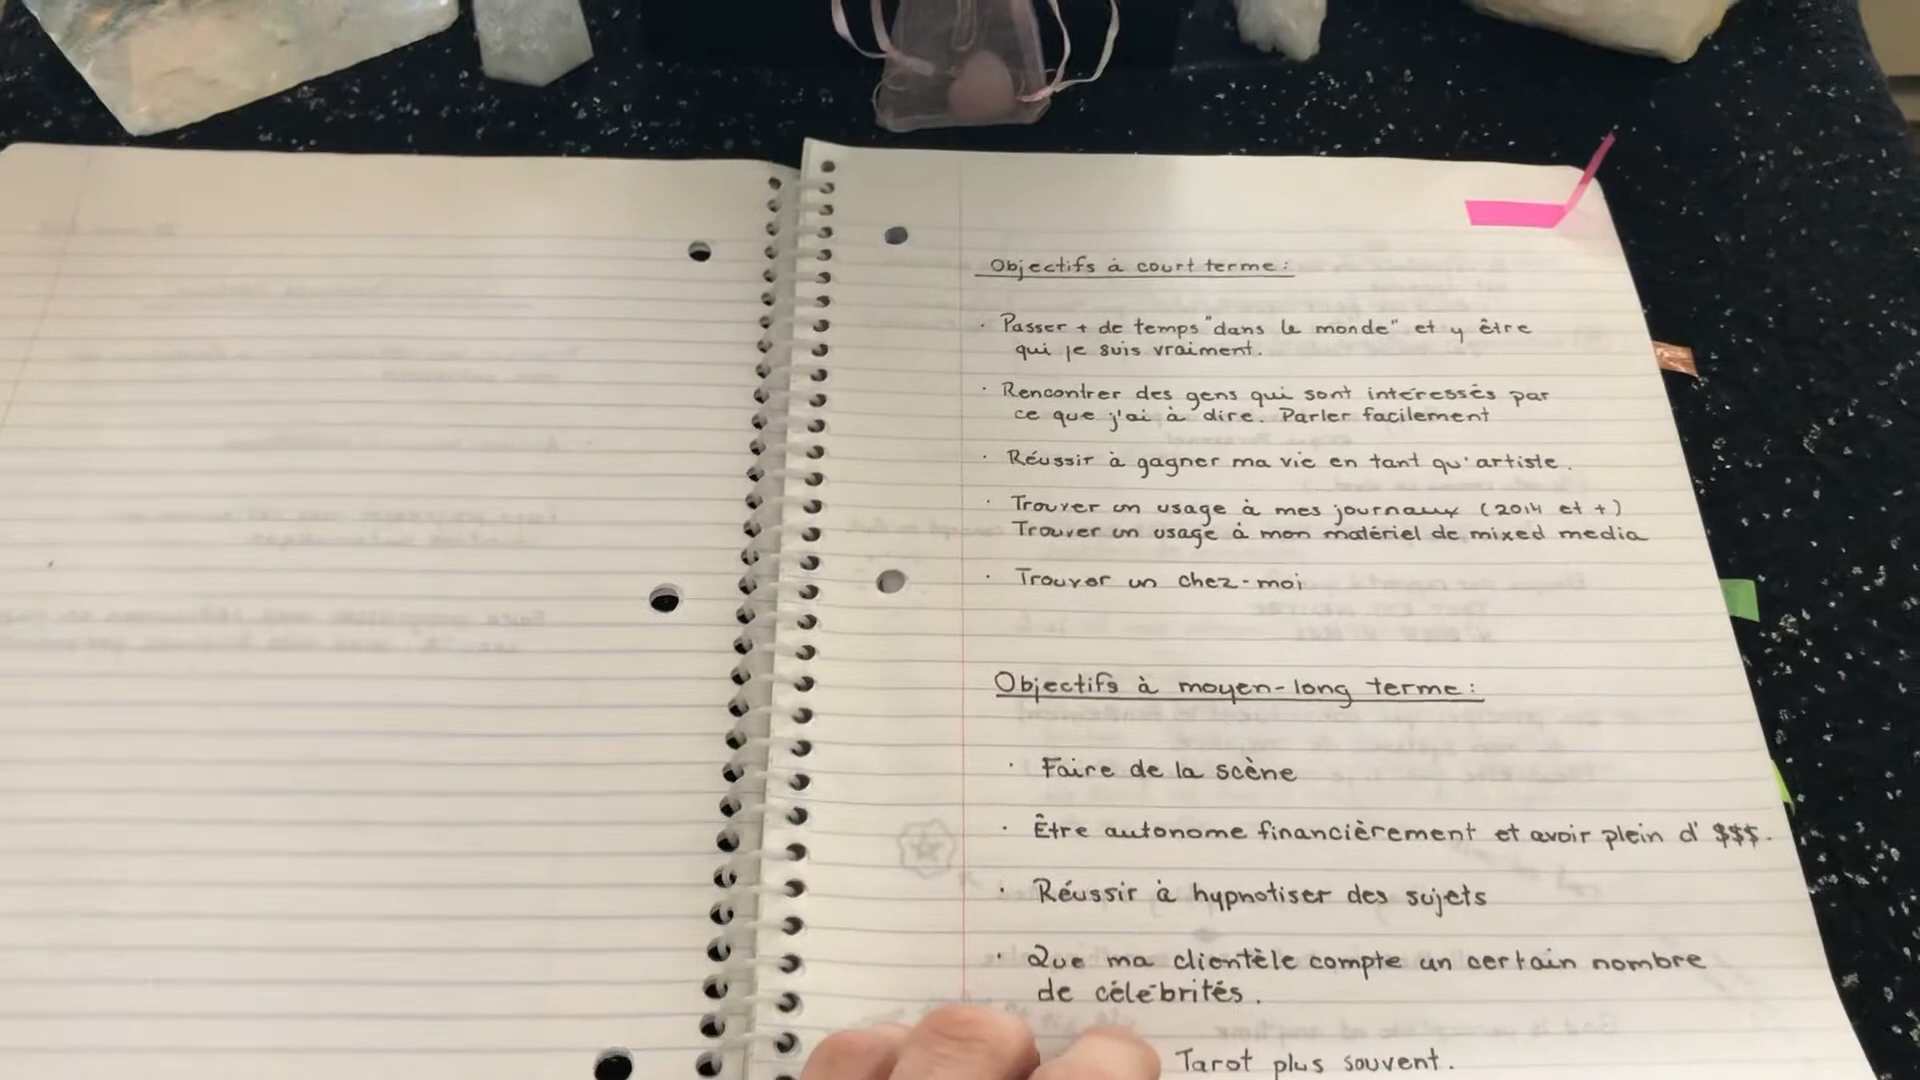 Objectifs à court terme:
· Passer + de temps "dans le monde" et y être
qui je suis vraiment.
· Rencontrer des gens qui sont intéressés par
ce que j'ai à dire. Parler facilement
· Réussir à gagner ma vie en tant qu'artiste.
· Trouver un usage à mes journaux (2014 et +)
Trouver un usage à mon matériel de mixed media
· Trouver un chez-moi
Objectifs à moyen-long terme:
· Faire de la scène
· Être autonome financièrement et avoir plein d' $$$.
· Réussir à hypnotiser des sujets
· Que ma clientèle compte un certain nombre
de célébrités.
Tarot plus souvent.